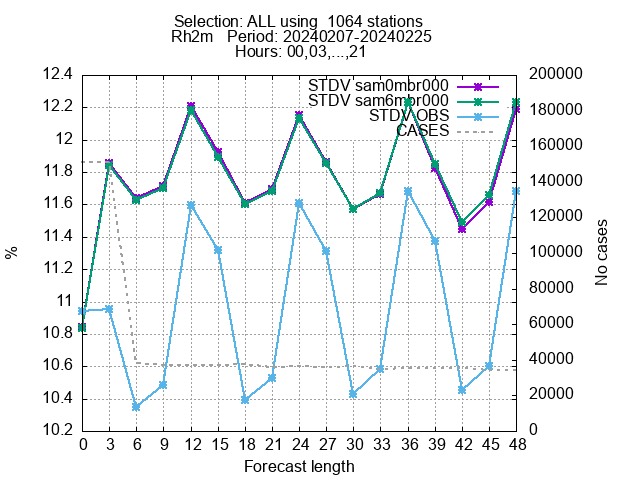 Selection: ALL using  1064 stations
Rh2m   Period: 20240207-20240225
Hours: 00,03,...,21
12.4
12.2
12
11.8
11.6
11.4
11.2
11
10.8
10.6
10.4
10.2
%
STDV sam0mbr000
STDV sam6mbr000
STDV OBS
CASES
200000
180000
160000
140000
120000
100000
80000
60000
40000
20000
0
No cases
0 3 6 9 12 15 18 21 24 27 30 33 36 39 42 45 48
Forecast length